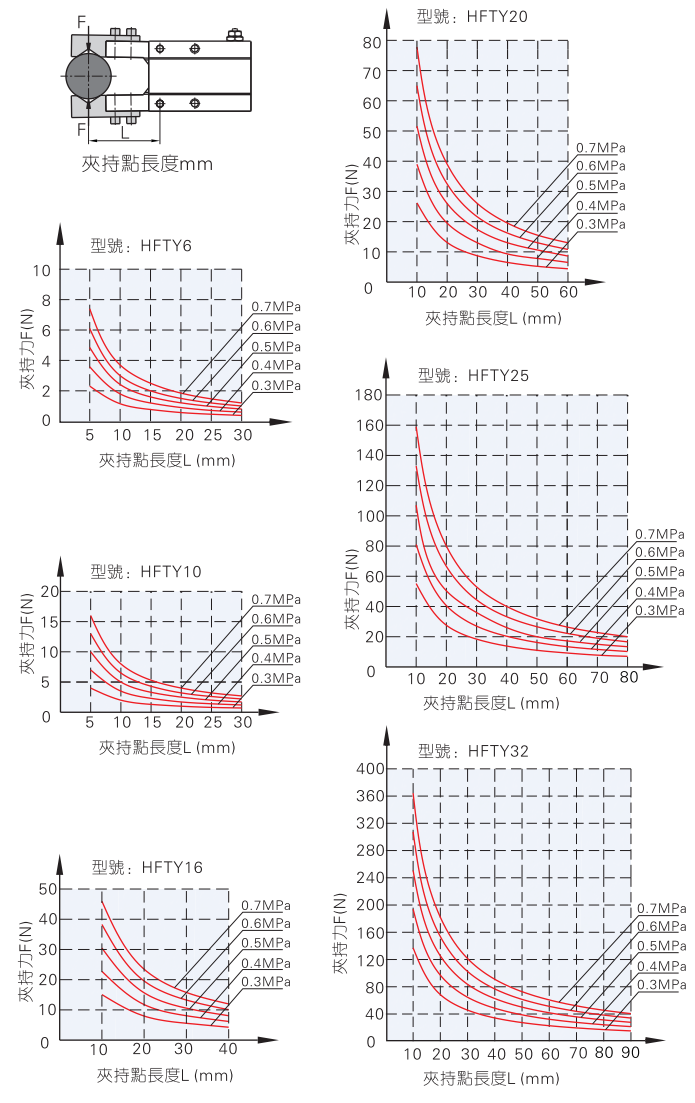 F
F
L
夾持點長度mm
型號：HFTY6
夾持力F(N)
10
8
6
4
2
0
5 10 15 20 25 30
0.7MPa
0.6MPa
0.5MPa
0.4MPa
0.3MPa
夾持點長度L (mm)
型號：HFTY10
夾持力F(N)
20
15
10
5
0
5 10 15 20 25 30
0.7MPa
0.6MPa
0.5MPa
0.4MPa
0.3MPa
夾持點長度L (mm)
型號：HFTY16
夾持力F(N)
50
40
30
20
10
0
10 20 30 40
0.7MPa
0.6MPa
0.5MPa
0.4MPa
0.3MPa
夾持點長度L (mm)
型號：HFTY20
夾持力F(N)
80
70
60
50
40
30
20
10
0
10 20 30 40 50 60
0.7MPa
0.6MPa
0.5MPa
0.4MPa
0.3MPa
夾持點長度L (mm)
型號：HFTY25
夾持力F(N)
180
160
140
120
100
80
60
40
20
0
10 20 30 40 50 60 70 80
0.7MPa
0.6MPa
0.5MPa
0.4MPa
0.3MPa
夾持點長度L (mm)
型號：HFTY32
夾持力F(N)
400
360
320
280
240
200
160
120
80
40
0
10 20 30 40 50 60 70 80 90
0.7MPa
0.6MPa
0.5MPa
0.4MPa
0.3MPa
夾持點長度L (mm)